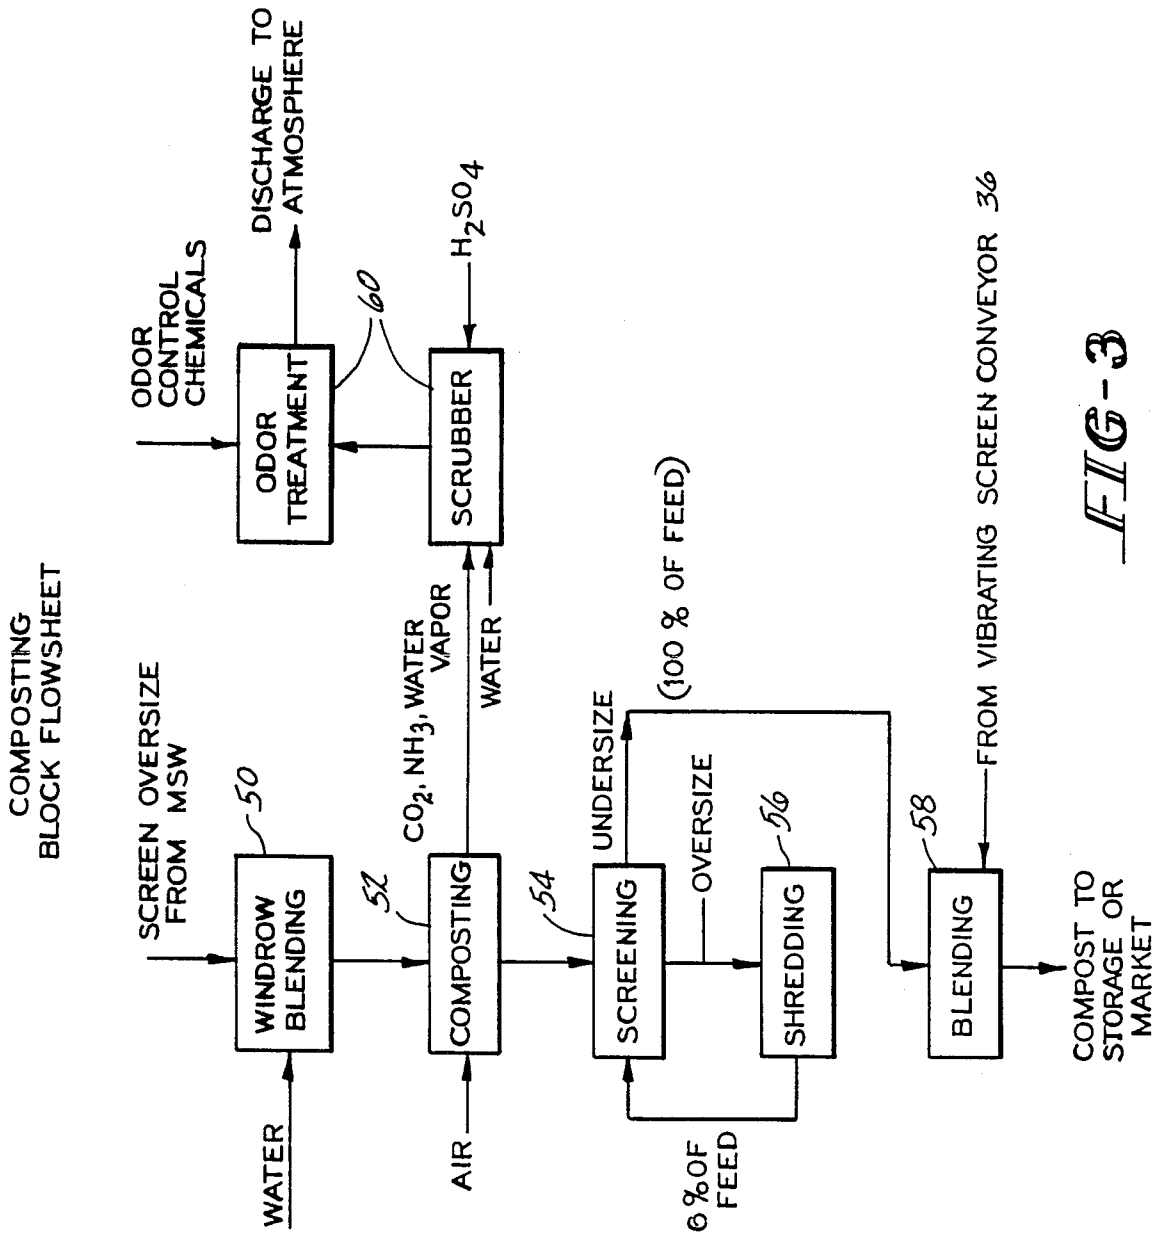 COMPOSTING
BLOCK FLOWSHEET
SCREEN OVERSIZE
FROM MSW
ODOR
CONTROL
CHEMICALS
DISCHARGE TO
ATMOSPHERE
WATER
WINDROW
BLENDING
50
ODOR
TREATMENT
60
AIR
COMPOSTING
52
CO2, NH3, WATER
VAPOR
WATER
SCRUBBER
H2SO4
SCREENING
54
UNDERSIZE
(100 % OF FEED)
OVERSIZE
6 % OF
FEED
SHREDDING
56
BLENDING
58
FROM VIBRATING SCREEN CONVEYOR 36
COMPOST TO
STORAGE OR
MARKET
FIG-3